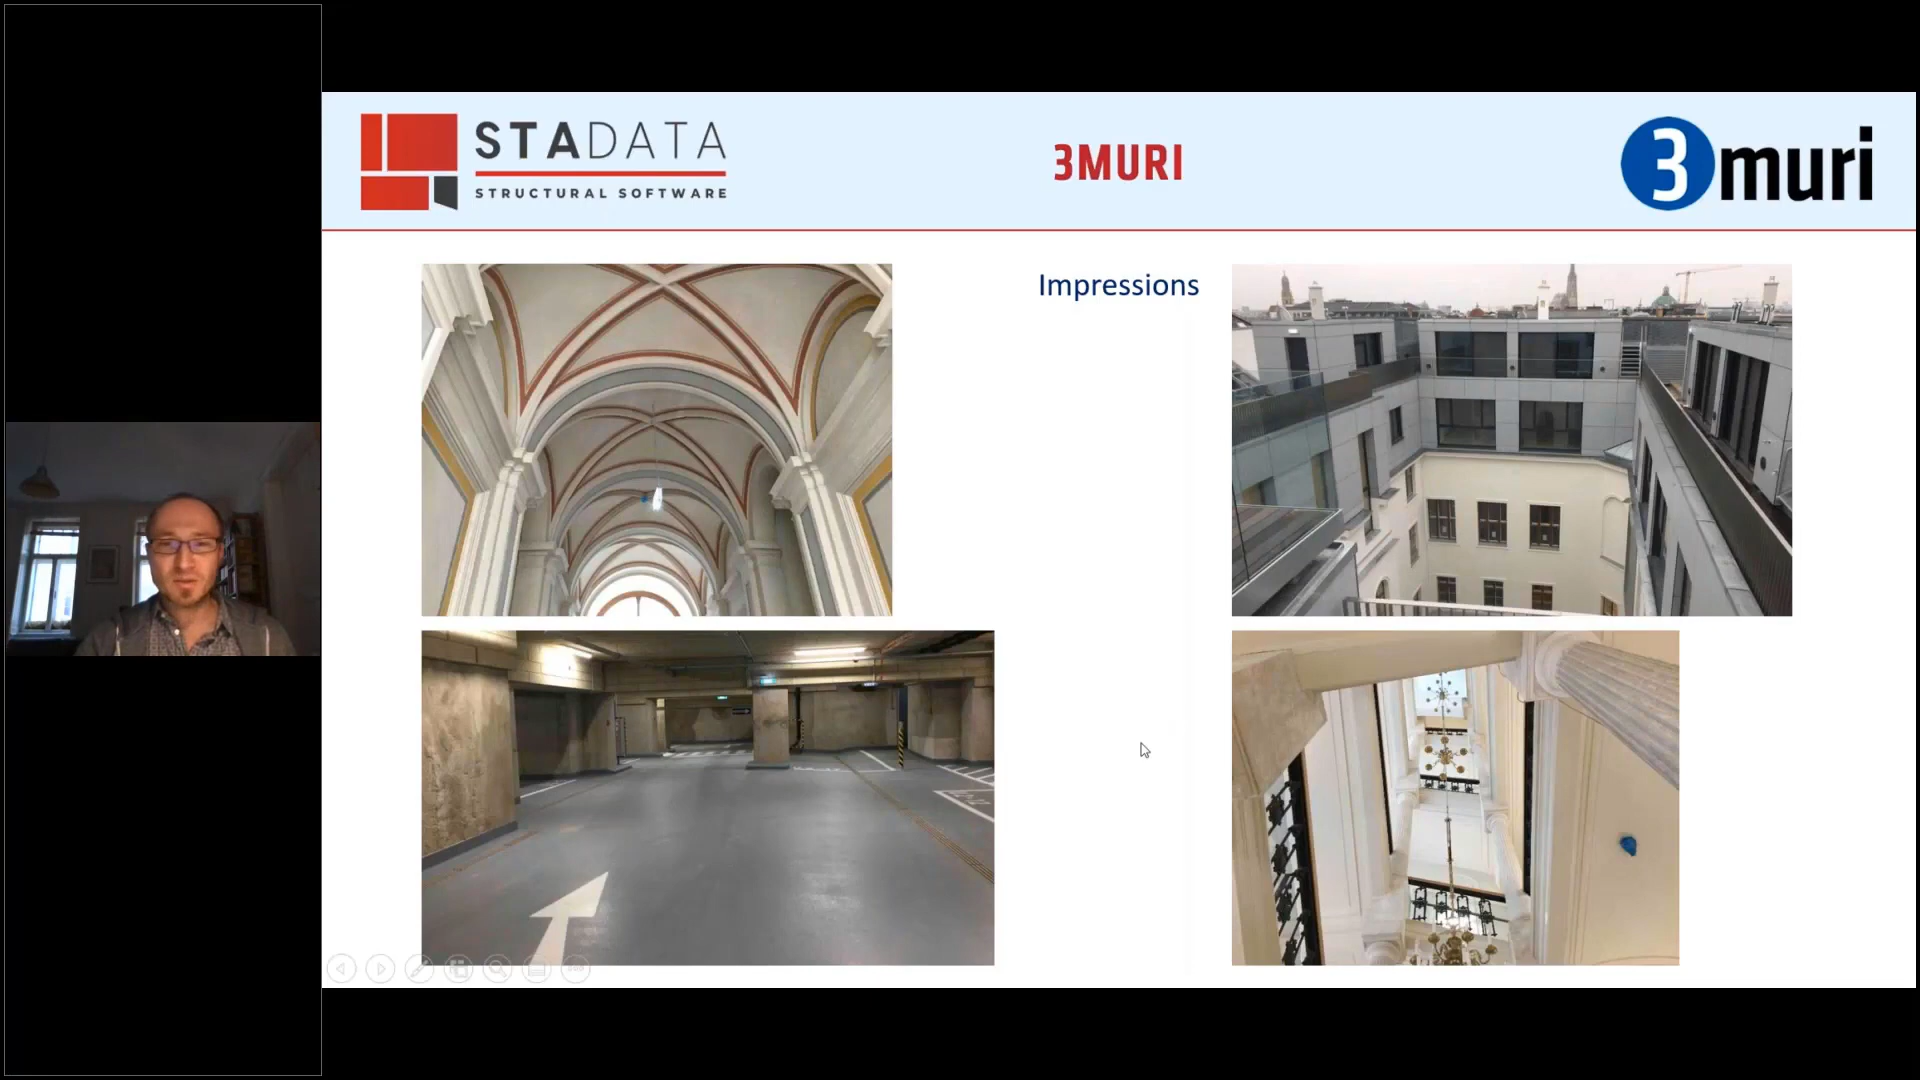 STADATA
STRUCTURAL SOFTWARE
3MURI
3muri
Impressions